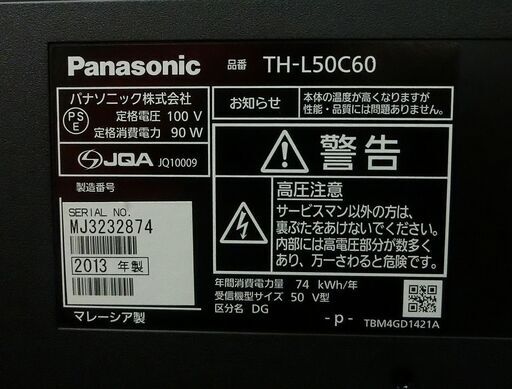 Panasonic 品番 TH-L50C60
パナソニック株式会社
PS
E
定格電圧 100 V
定格消費電力 90 W
お知らせ
本体の温度が高くなりますが
性能・品質には問題ありません。
JQA JQ10009
警告
高圧注意
サービスマン以外の方は、
裏ぶたをあけないでください。
内部には高電圧部分が数多く
あり、万一さわると危険です。
製造番号
SERIAL NO.
MJ3232874
2013 年製
マレーシア製
年間消費電力量 74 kWh/年
受信機型サイズ 50 V型
区分名 DG
-p-
TBM4GD1421A